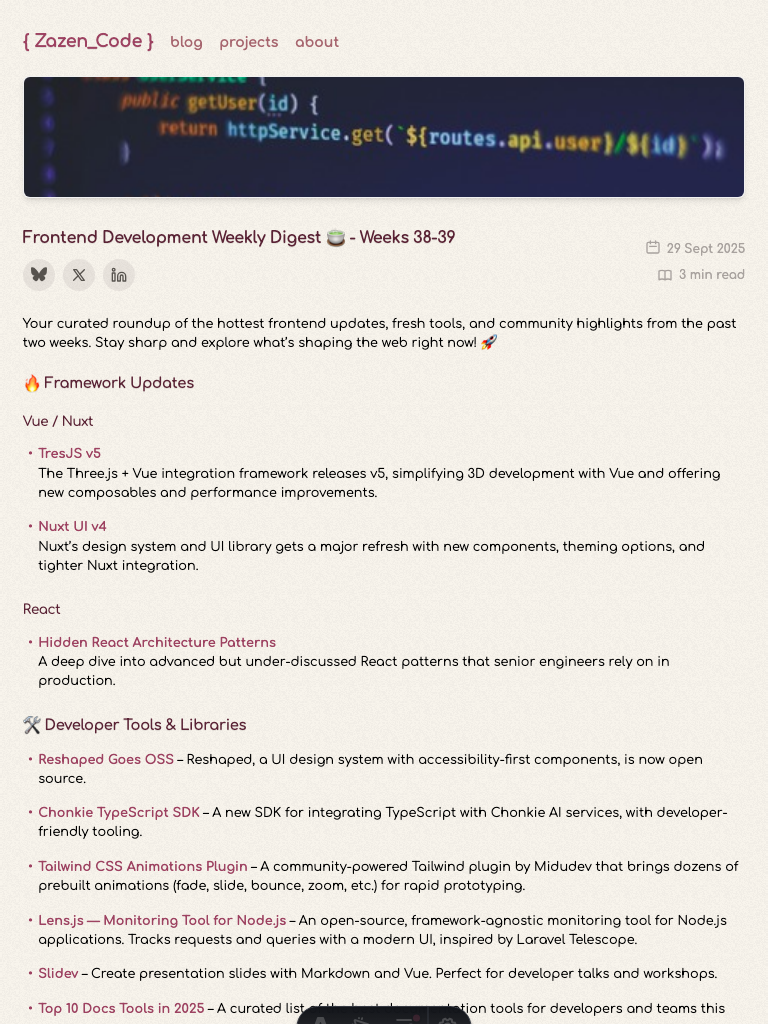 { Zazen_Code } blog projects about
public getUser(id) {
return httpService.get(`${routes.api.user}/${id}`);
}
Frontend Development Weekly Digest 🍵 - Weeks 38-39
29 Sept 2025
3 min read
Your curated roundup of the hottest frontend updates, fresh tools, and community highlights from the past
two weeks. Stay sharp and explore what's shaping the web right now! 🚀
🔥 Framework Updates
Vue / Nuxt
• TresJS v5
The Three.js + Vue integration framework releases v5, simplifying 3D development with Vue and offering
new composables and performance improvements.
• Nuxt UI v4
Nuxt's design system and UI library gets a major refresh with new components, theming options, and
tighter Nuxt integration.
React
• Hidden React Architecture Patterns
A deep dive into advanced but under-discussed React patterns that senior engineers rely on in
production.
🛠️ Developer Tools & Libraries
• Reshaped Goes OSS – Reshaped, a UI design system with accessibility-first components, is now open
source.
• Chonkie TypeScript SDK – A new SDK for integrating TypeScript with Chonkie AI services, with developer-
friendly tooling.
• Tailwind CSS Animations Plugin – A community-powered Tailwind plugin by Midudev that brings dozens of
prebuilt animations (fade, slide, bounce, zoom, etc.) for rapid prototyping.
• Lens.js — Monitoring Tool for Node.js – An open-source, framework-agnostic monitoring tool for Node.js
applications. Tracks requests and queries with a modern UI, inspired by Laravel Telescope.
• Slidev – Create presentation slides with Markdown and Vue. Perfect for developer talks and workshops.
• Top 10 Docs Tools in 2025 – A curated list tools for developers and teams this